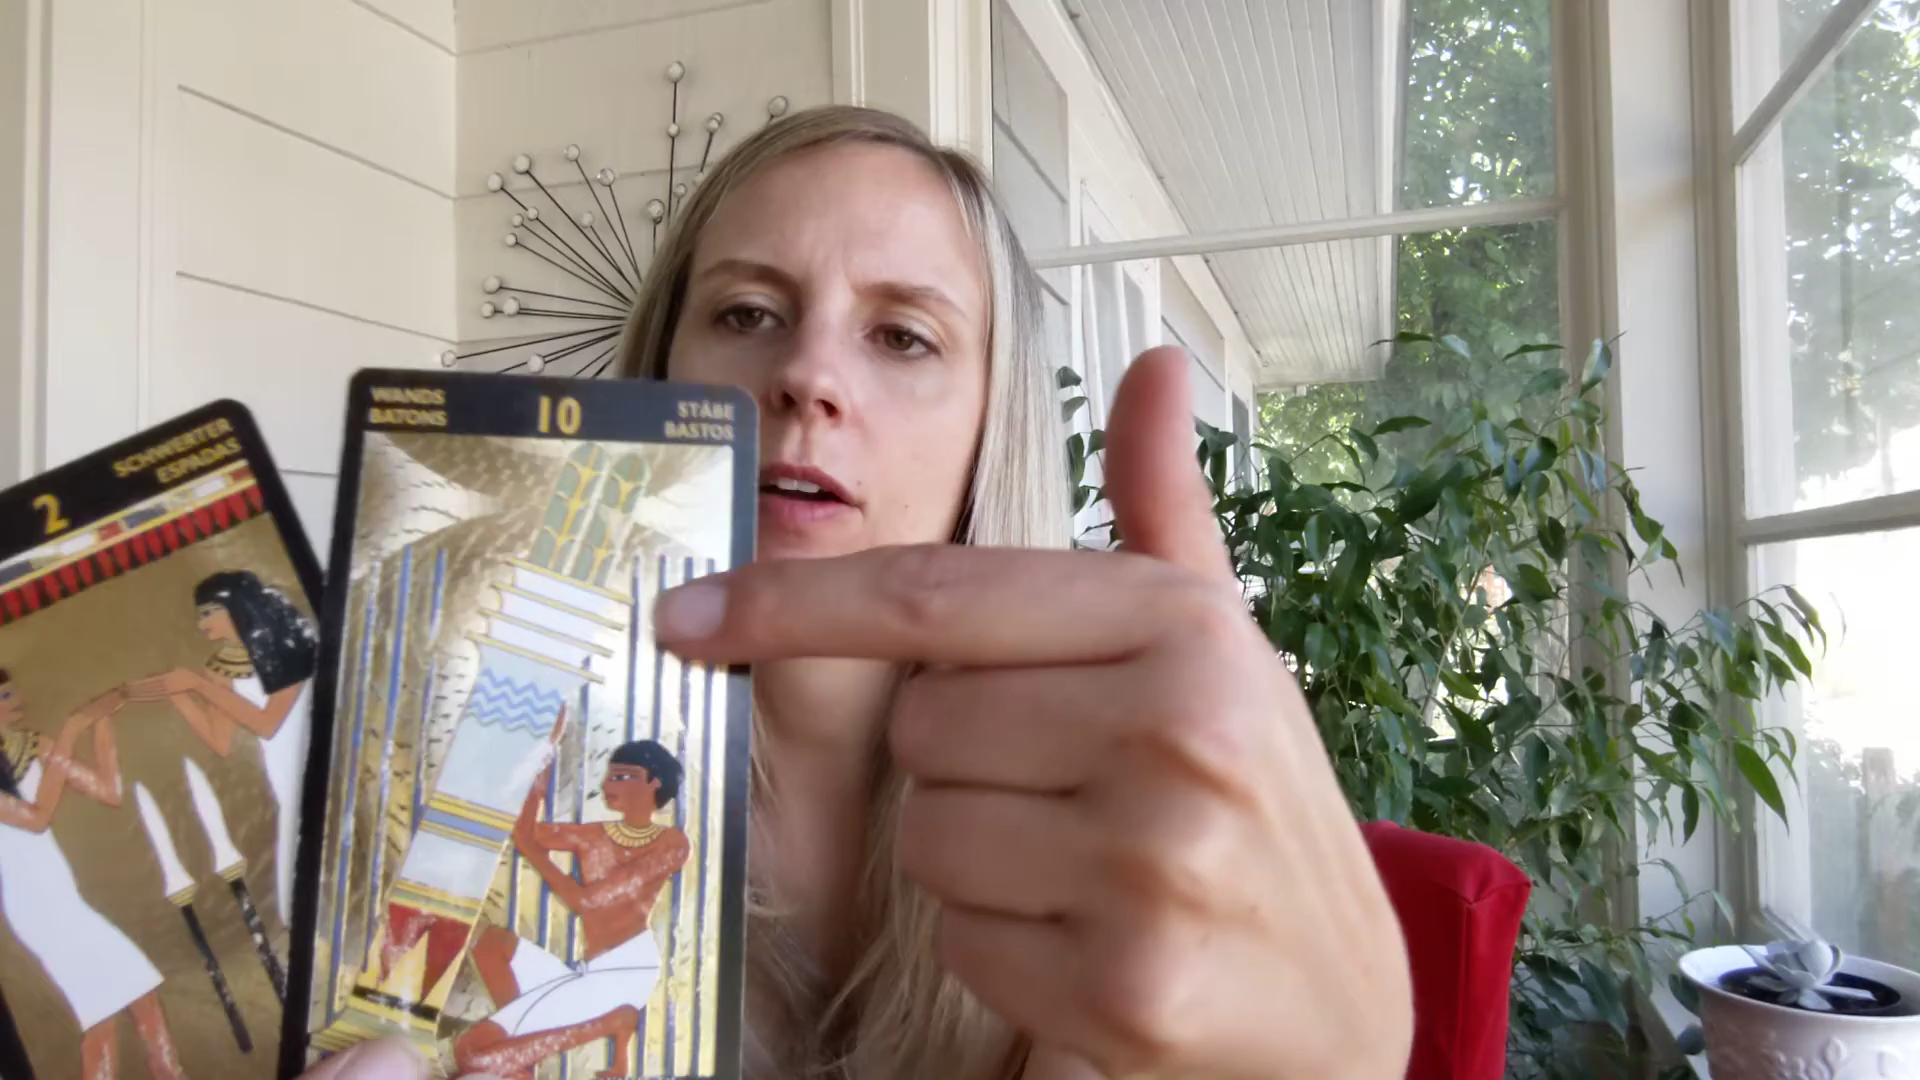 2
SCHWERTER
ESPADAS
WANDS
BATONS
10
STÄBE
BASTOS